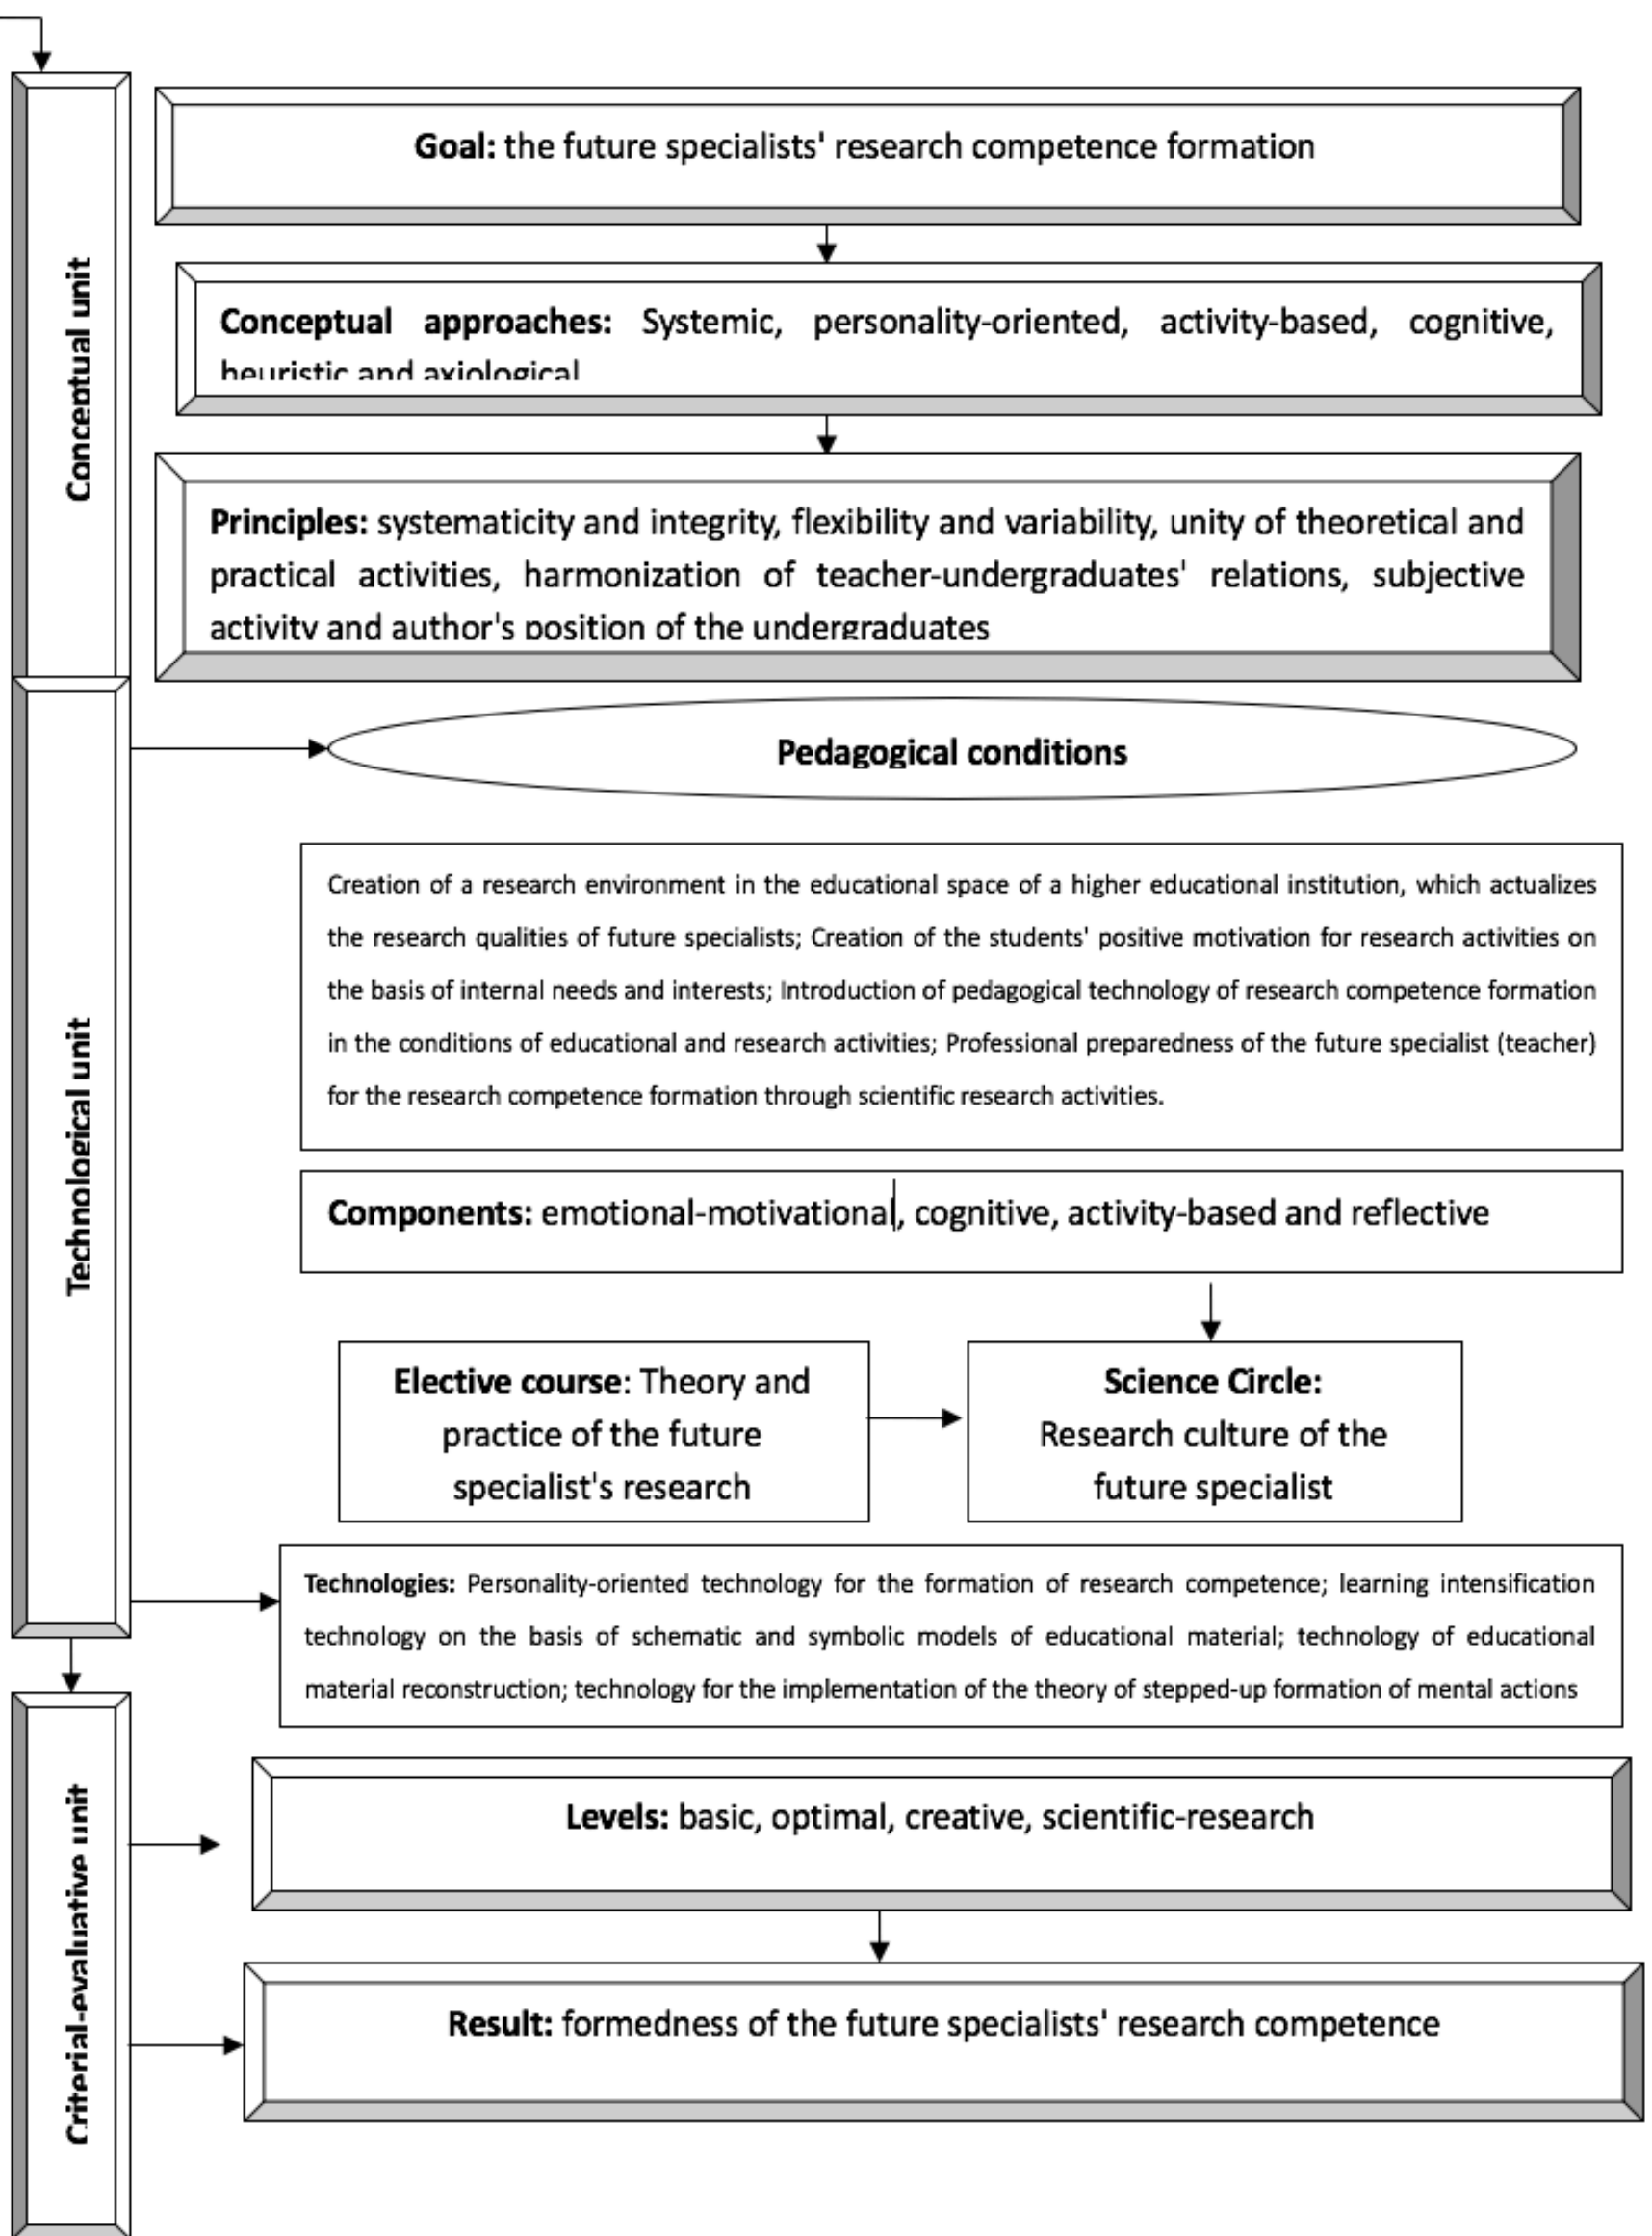 Conceptual unit
Goal: the future specialists' research competence formation
Conceptual approaches: Systemic, personality-oriented, activity-based, cognitive,
heuristic and axiological
Principles: systematicity and integrity, flexibility and variability, unity of theoretical and
practical activities, harmonization of teacher-undergraduates' relations, subjective
activity and author's position of the undergraduates
Technological unit
Pedagogical conditions
Creation of a research environment in the educational space of a higher educational institution, which actualizes
the research qualities of future specialists; Creation of the students' positive motivation for research activities on
the basis of internal needs and interests; Introduction of pedagogical technology of research competence formation
in the conditions of educational and research activities; Professional preparedness of the future specialist (teacher)
for the research competence formation through scientific research activities.
Components: emotional-motivational, cognitive, activity-based and reflective
Elective course: Theory and
practice of the future
specialist's research
Science Circle:
Research culture of the
future specialist
Technologies: Personality-oriented technology for the formation of research competence; learning intensification
technology on the basis of schematic and symbolic models of educational material; technology of educational
material reconstruction; technology for the implementation of the theory of stepped-up formation of mental actions
Criterial-evaluative unit
Levels: basic, optimal, creative, scientific-research
Result: formedness of the future specialists' research competence